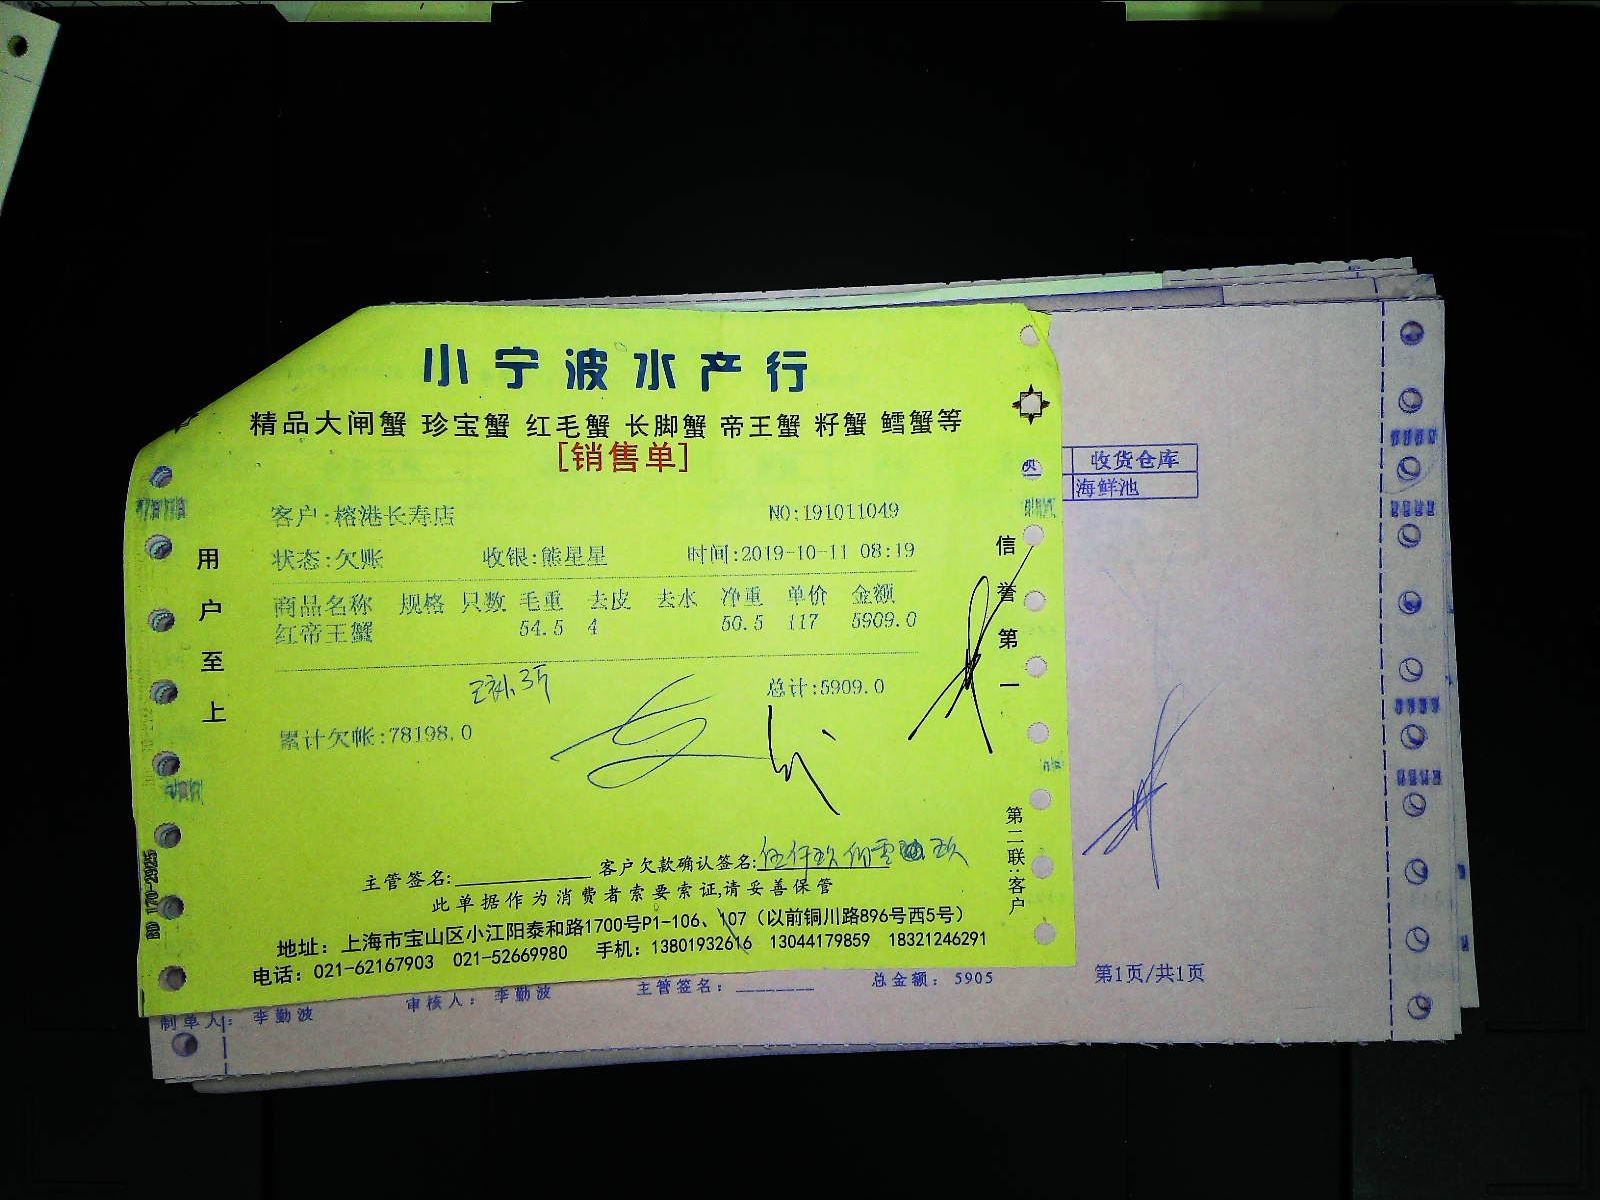 小宁波水产行
精品大闸蟹 珍宝蟹 红毛蟹 长脚蟹 帝王蟹 籽蟹 鳕蟹等
[销售单]
收货仓库
海鲜池
客户:榕港长寿店 NO:191011049
状态:欠账 收银:熊星星 时间:2019-10-11 08:19
商品名称 规格 只数 毛重 去皮 去水 净重 单价 金额
红帝王蟹 54.5 4 50.5 117 5909.0
总计:5909.0
累计欠帐:78198.0
用户至上
信誉第一
第二联:客户
主管签名: 客户欠款确认签名:
此单据作为消费者索要索证,请妥善保管
地址：上海市宝山区小江阳泰和路1700号P1-106、107（以前铜川路896号西5号）
电话：021-62167903 021-52669980 手机：13801932616 13044179859 18321246291
制单人：李勤波 审核人：李勤波 主管签名： 总金额：5905 第1页/共1页